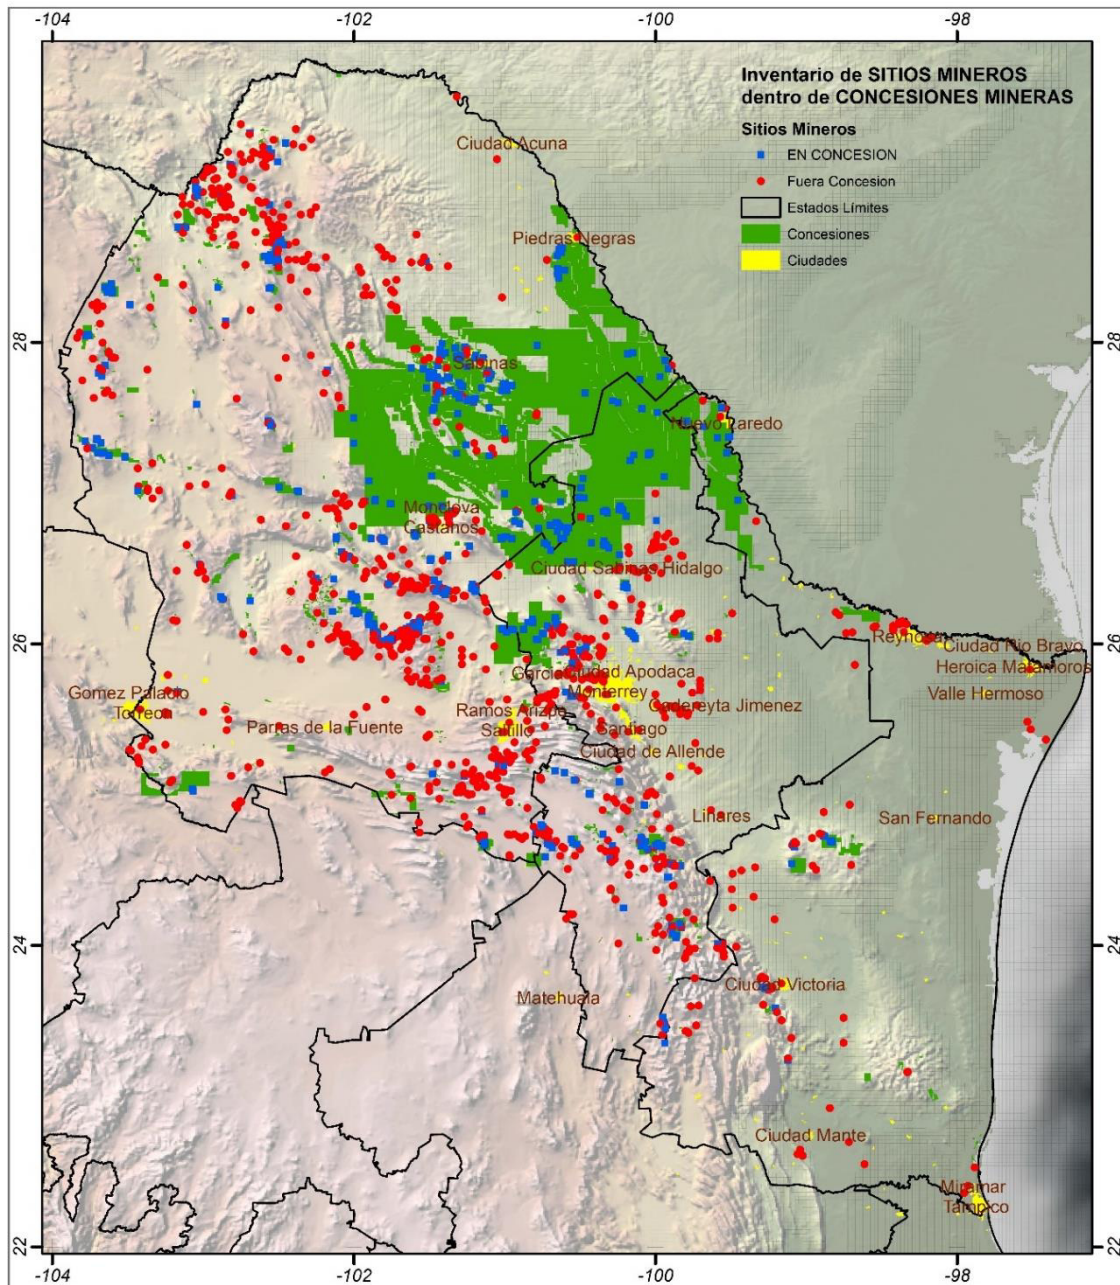 -104 -102 -100 -98
Inventario de SITIOS MINEROS
dentro de CONCESIONES MINERAS
Sitios Mineros
EN CONCESION
Fuera Concesion
Estados Límites
Concesiones
Ciudades
Ciudad Acuna
Piedras Negras
28 28
Sabinas
Nuevo Laredo
Monclova
Castaños
Ciudad Sabinas Hidalgo
26 26
Reynosa
Ciudad Rio Bravo
Heroica Matamoros
Garcia Ciudad Apodaca
Gomez Palacio
Monterrey
Valle Hermoso
Torreon
Ramos Arizpe
Cadereyta Jimenez
Parras de la Fuente
Saltillo
Santiago
Ciudad de Allende
Linares
San Fernando
24 24
Matehuala
Ciudad Victoria
Ciudad Mante
Miramar
Tampico
22 22
-104 -102 -100 -98